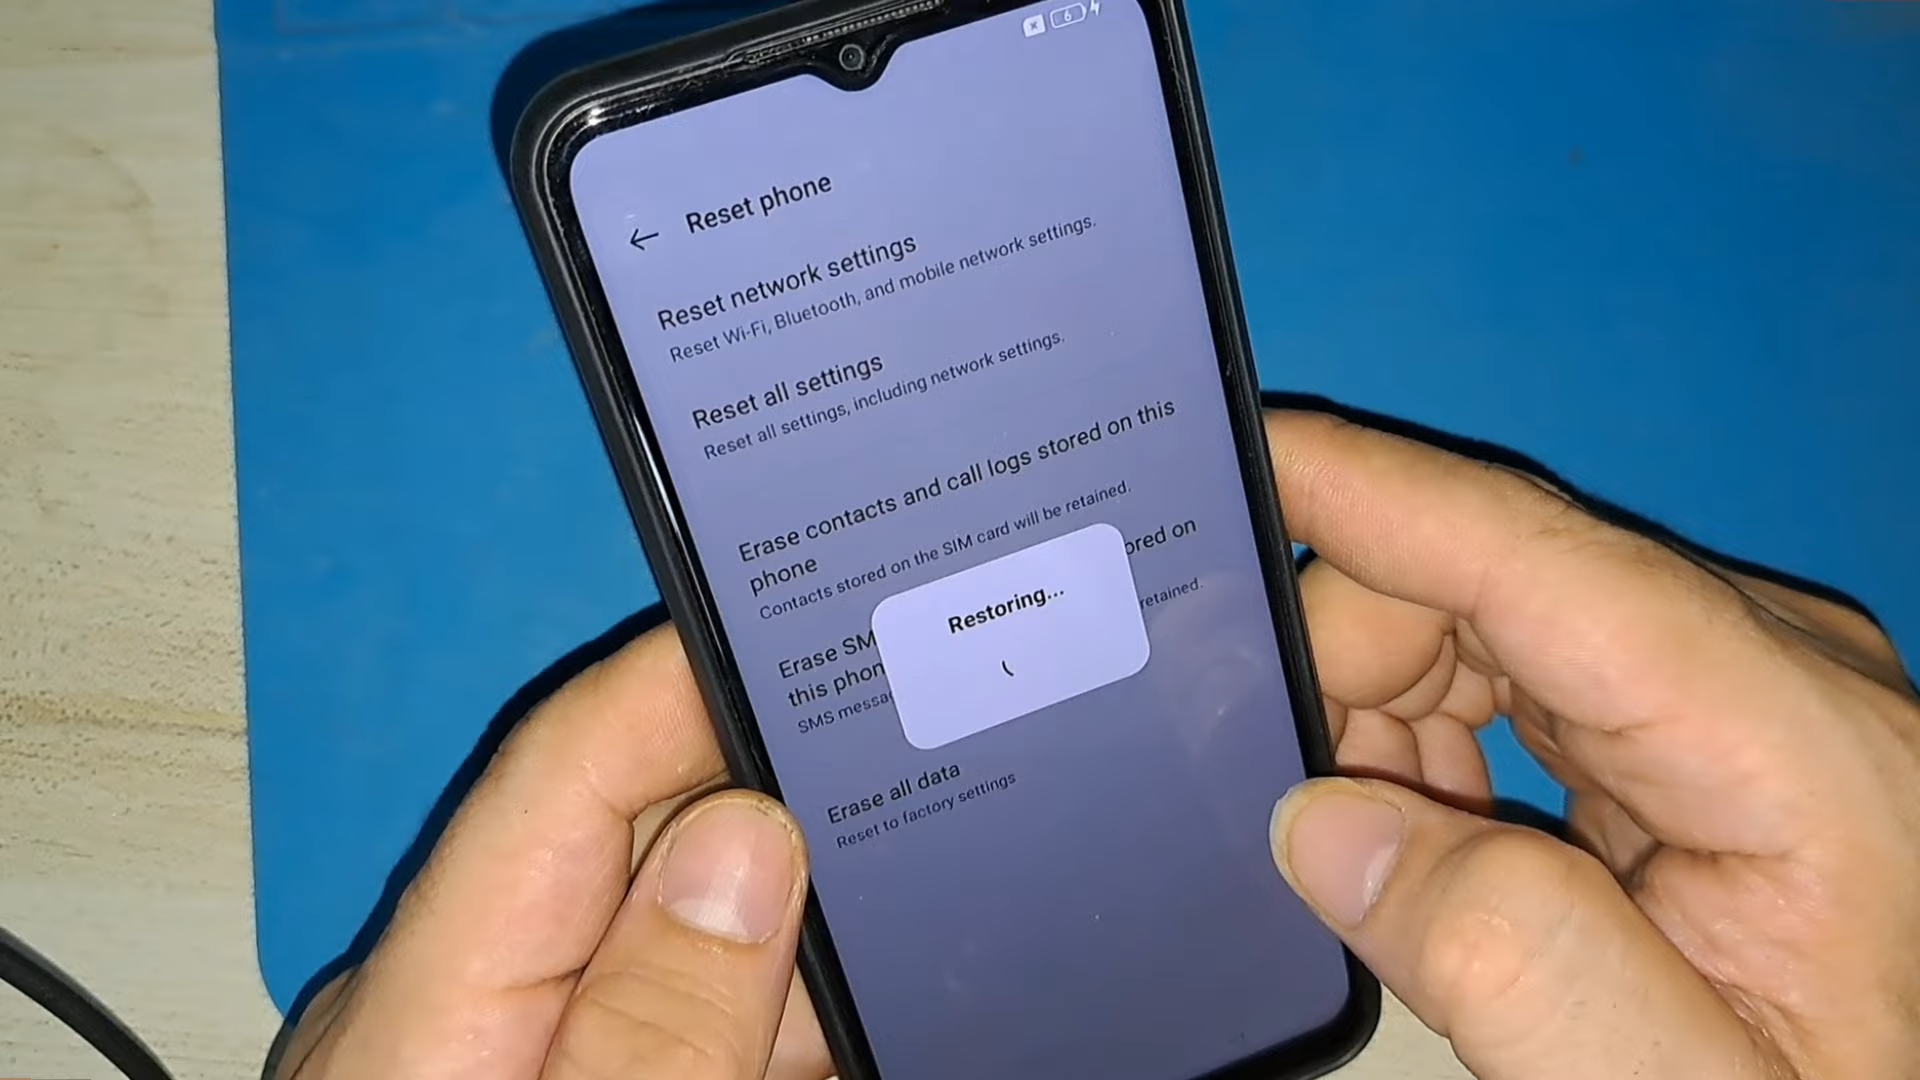 6
Reset phone
Reset network settings
Reset Wi-Fi, Bluetooth, and mobile network settings.
Reset all settings
Reset all settings, including network settings.
Erase contacts and call logs stored on this
phone
Contacts stored on the SIM card will be retained.
Erase SM ored on
this phon
SMS messa retained.
Restoring...
Erase all data
Reset to factory settings